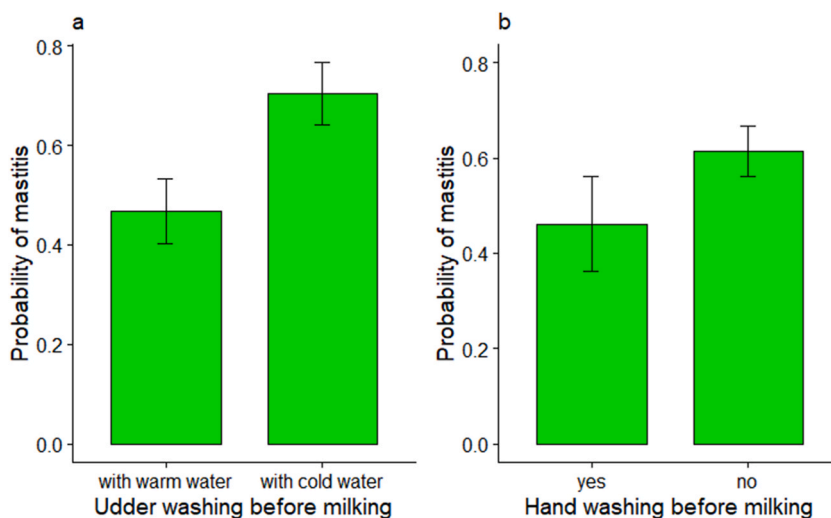 a
Probability of mastitis
0.8
0.6
0.4
0.2
0.0
with warm water
with cold water
Udder washing before milking
b
Probability of mastitis
0.8
0.6
0.4
0.2
0.0
yes
no
Hand washing before milking